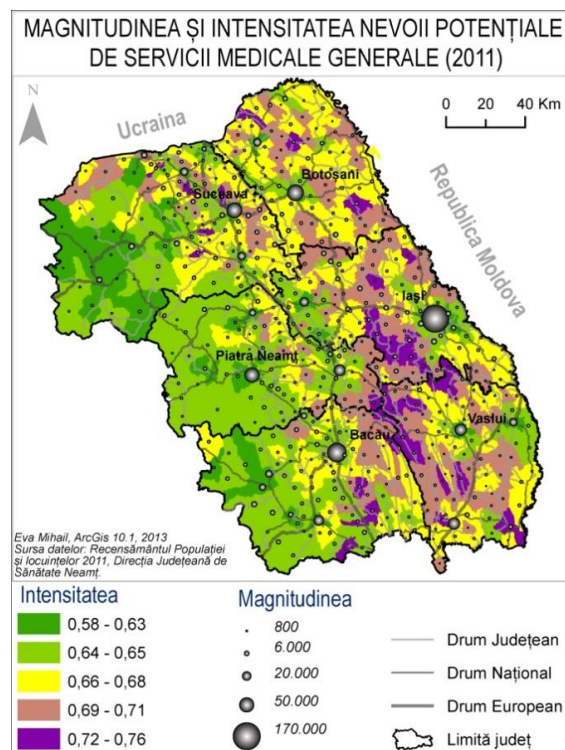 MAGNITUDINEA ȘI INTENSITATEA NEVOII POTENȚIALE
DE SERVICII MEDICALE GENERALE (2011)
0 20 40 Km
Ucraina
Republica Moldova
Suceava
Botoșani
Iași
Piatra Neamț
Bacău
Vaslui
Eva Mihail, ArcGis 10.1, 2013
Sursa datelor: Recensământul Populației
și locuințelor 2011, Direcția Județeană de
Sănătate Neamț.
Intensitatea
0,58 - 0,63
0,64 - 0,65
0,66 - 0,68
0,69 - 0,71
0,72 - 0,76
Magnitudinea
800
6.000
20.000
50.000
170.000
Drum Județean
Drum Național
Drum European
Limită județ